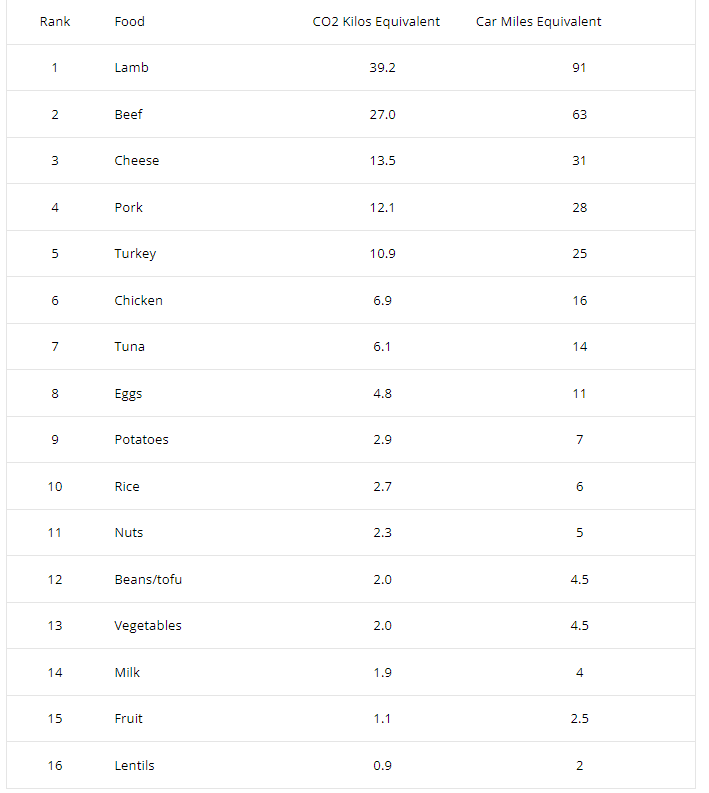 Rank Food CO2 Kilos Equivalent Car Miles Equivalent
1 Lamb 39.2 91
2 Beef 27.0 63
3 Cheese 13.5 31
4 Pork 12.1 28
5 Turkey 10.9 25
6 Chicken 6.9 16
7 Tuna 6.1 14
8 Eggs 4.8 11
9 Potatoes 2.9 7
10 Rice 2.7 6
11 Nuts 2.3 5
12 Beans/tofu 2.0 4.5
13 Vegetables 2.0 4.5
14 Milk 1.9 4
15 Fruit 1.1 2.5
16 Lentils 0.9 2